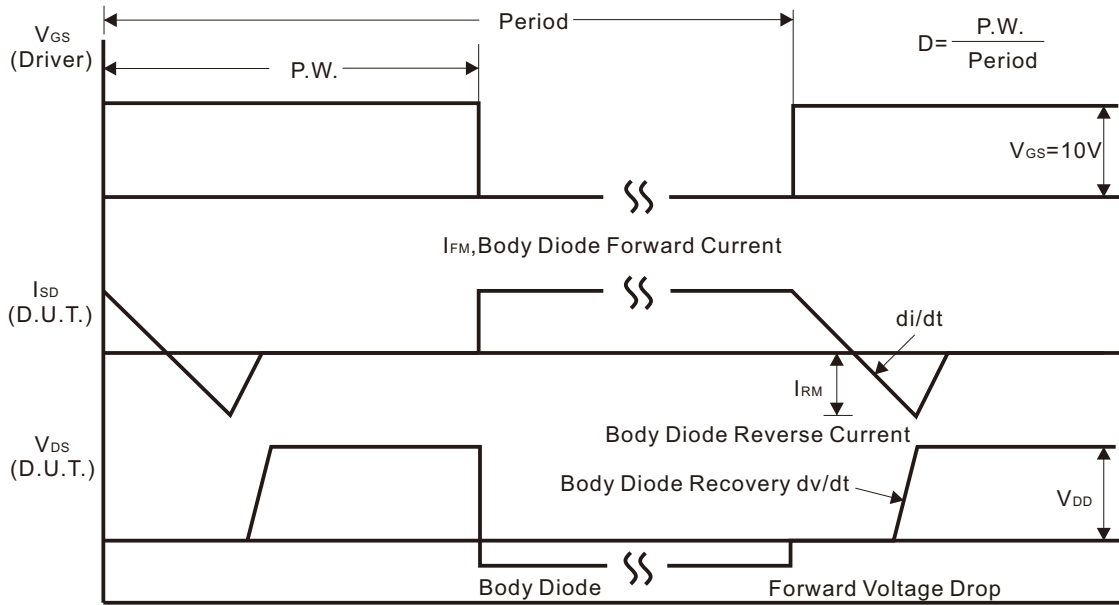 Period
VGS
(Driver)
P.W.
D= P.W.
Period
VGS=10V
IFM,Body Diode Forward Current
ISD
(D.U.T.)
di/dt
IRM
Body Diode Reverse Current
VDS
(D.U.T.)
Body Diode Recovery dv/dt
VDD
Body Diode
Forward Voltage Drop